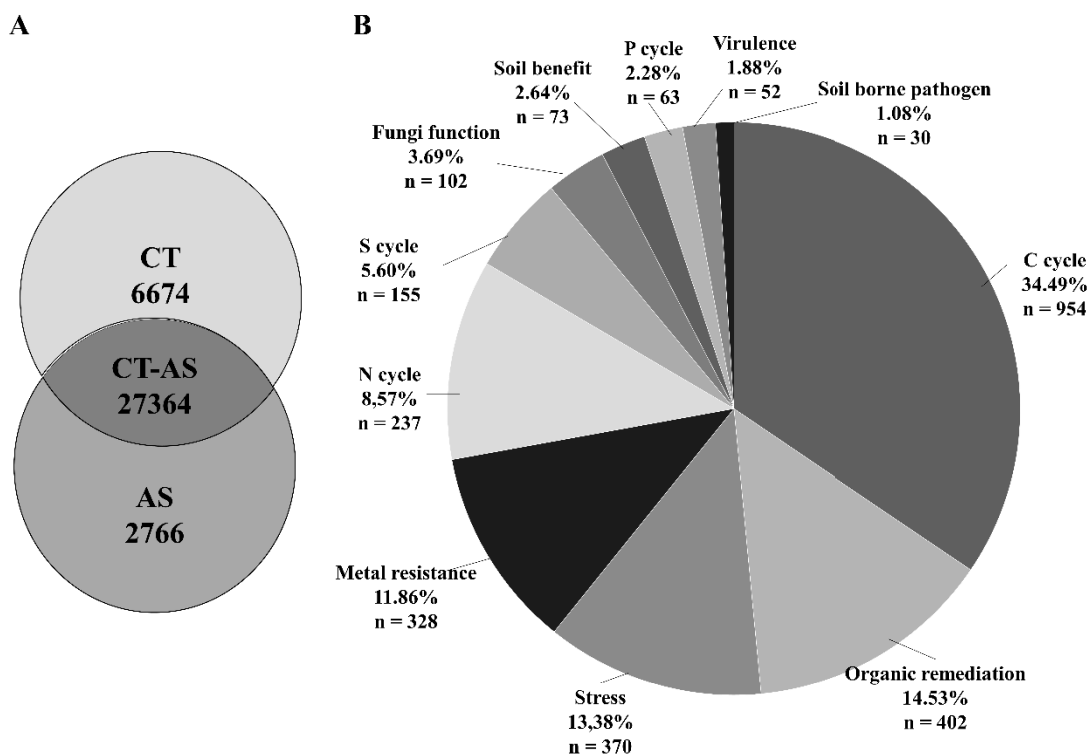 A
CT
6674
CT-AS
27364
AS
2766
B
Virulence
1.88%
n = 52
P cycle
2.28%
n = 63
Soil benefit
2.64%
n = 73
Soil borne pathogen
1.08%
n = 30
Fungi function
3.69%
n = 102
S cycle
5.60%
n = 155
C cycle
34.49%
n = 954
N cycle
8,57%
n = 237
Metal resistance
11.86%
n = 328
Organic remediation
14.53%
n = 402
Stress
13,38%
n = 370